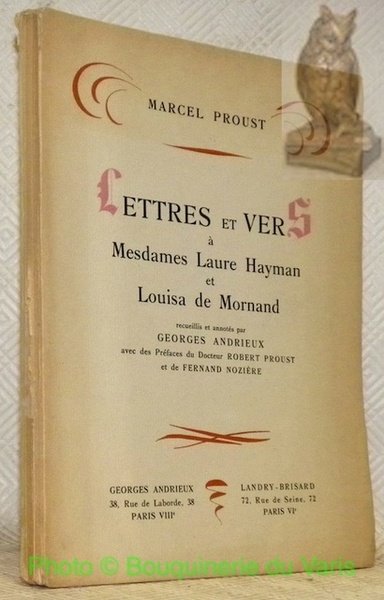 MARCEL PROUST
LETTRES ET VERS
à
Mesdames Laure Hayman
et
Louisa de Mornand
recueillis et annotés par
GEORGES ANDRIEUX
avec des Préfaces du Docteur ROBERT PROUST
et de FERNAND NOZIÈRE
GEORGES ANDRIEUX
38, Rue de Laborde, 38
PARIS VIIIe
LANDRY-BRISARD
72, Rue de Seine, 72
PARIS VIe
Photo © Bouquinerie du Varis